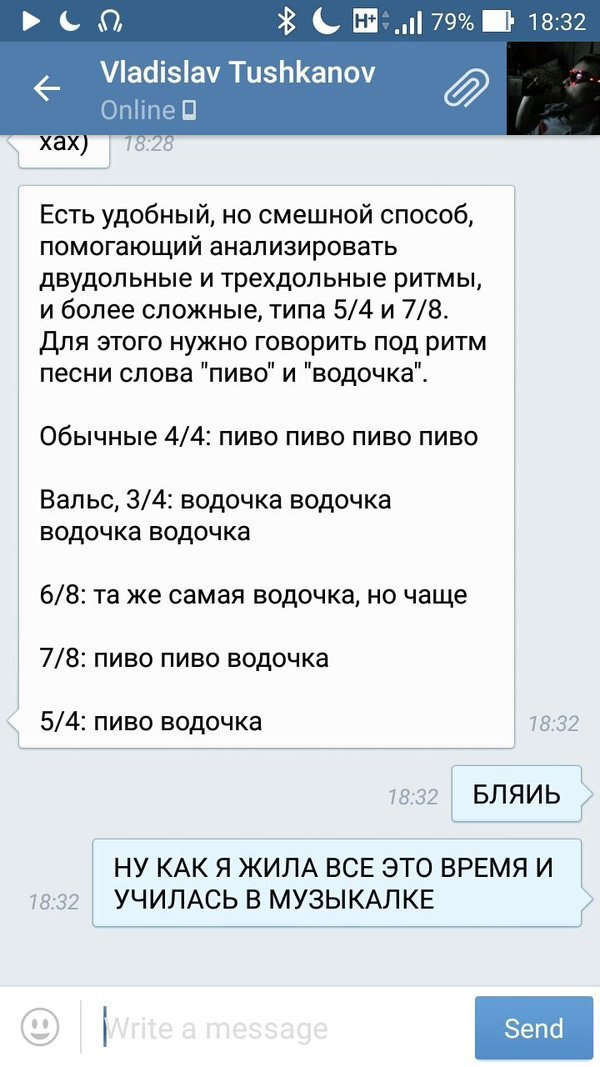 H+ 79% 18:32
Vladislav Tushkanov
Online
хах) 18:28
Есть удобный, но смешной способ,
помогающий анализировать
двудольные и трехдольные ритмы,
и более сложные, типа 5/4 и 7/8.
Для этого нужно говорить под ритм
песни слова "пиво" и "водочка".
Обычные 4/4: пиво пиво пиво пиво
Вальс, 3/4: водочка водочка
водочка водочка
6/8: та же самая водочка, но чаще
7/8: пиво пиво водочка
5/4: пиво водочка
18:32
18:32 БЛЯИЬ
НУ КАК Я ЖИЛА ВСЕ ЭТО ВРЕМЯ И
УЧИЛАСЬ В МУЗЫКАЛКЕ
18:32
Write a message Send